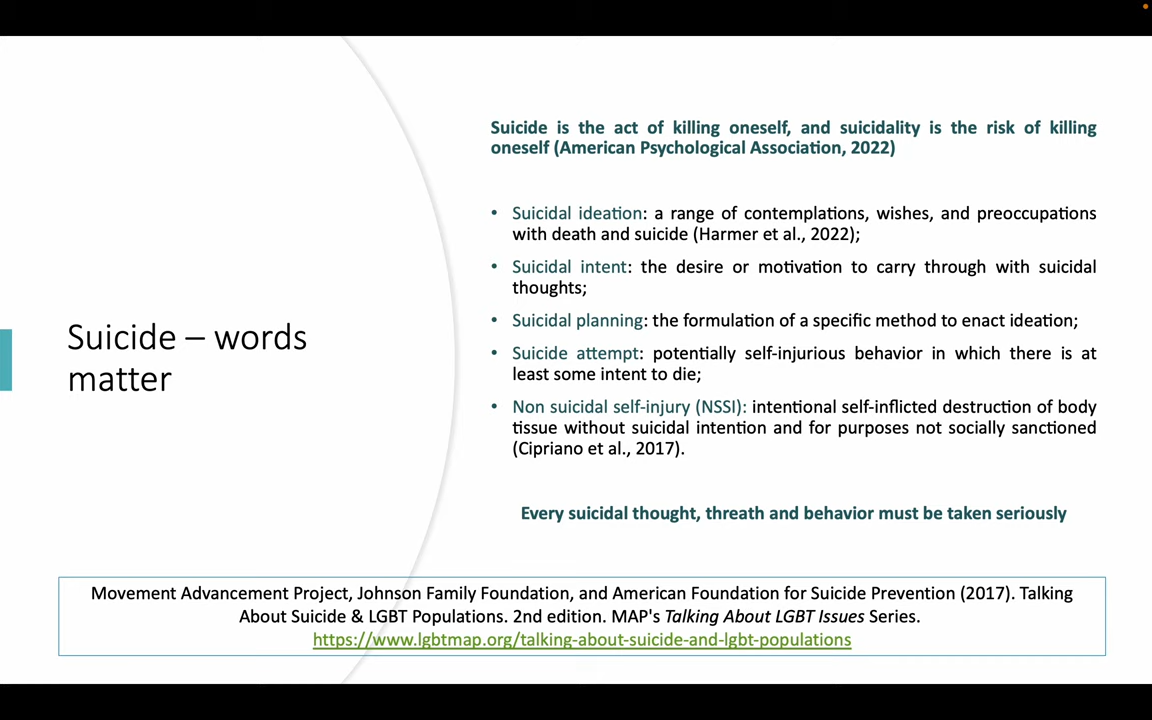 Suicide – words
matter
Suicide is the act of killing oneself, and suicidality is the risk of killing
oneself (American Psychological Association, 2022)
• Suicidal ideation: a range of contemplations, wishes, and preoccupations
with death and suicide (Harmer et al., 2022);
• Suicidal intent: the desire or motivation to carry through with suicidal
thoughts;
• Suicidal planning: the formulation of a specific method to enact ideation;
• Suicide attempt: potentially self-injurious behavior in which there is at
least some intent to die;
• Non suicidal self-injury (NSSI): intentional self-inflicted destruction of body
tissue without suicidal intention and for purposes not socially sanctioned
(Cipriano et al., 2017).
Every suicidal thought, threath and behavior must be taken seriously
Movement Advancement Project, Johnson Family Foundation, and American Foundation for Suicide Prevention (2017). Talking
About Suicide & LGBT Populations. 2nd edition. MAP's Talking About LGBT Issues Series.
https://www.lgbtmap.org/talking-about-suicide-and-lgbt-populations